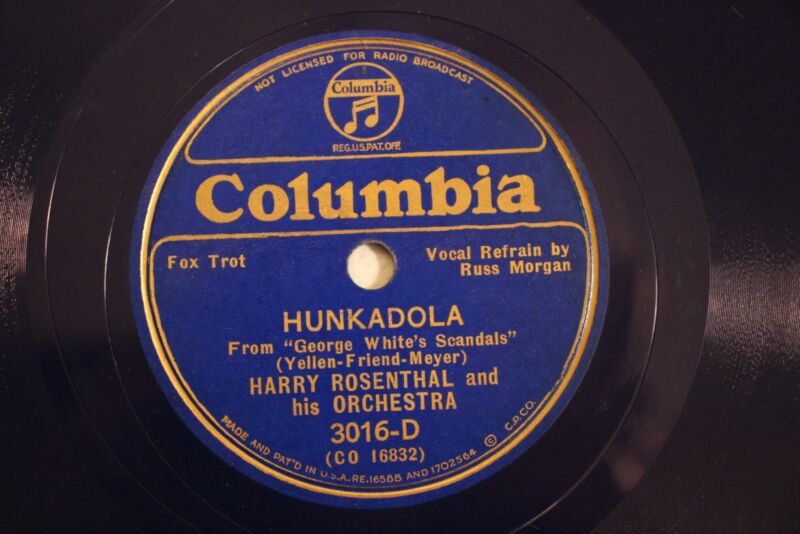 NOT LICENSED FOR RADIO BROADCAST
Columbia
REG.U.S.PAT.OFF.
Columbia
Fox Trot
Vocal Refrain by
Russ Morgan
HUNKADOLA
From "George White's Scandals"
(Yellen-Friend-Meyer)
HARRY ROSENTHAL and
his ORCHESTRA
3016-D
(CO 16832)
MADE AND PAT'D IN U.S.A. RE.16588 AND 1702564 © C.P.CO.